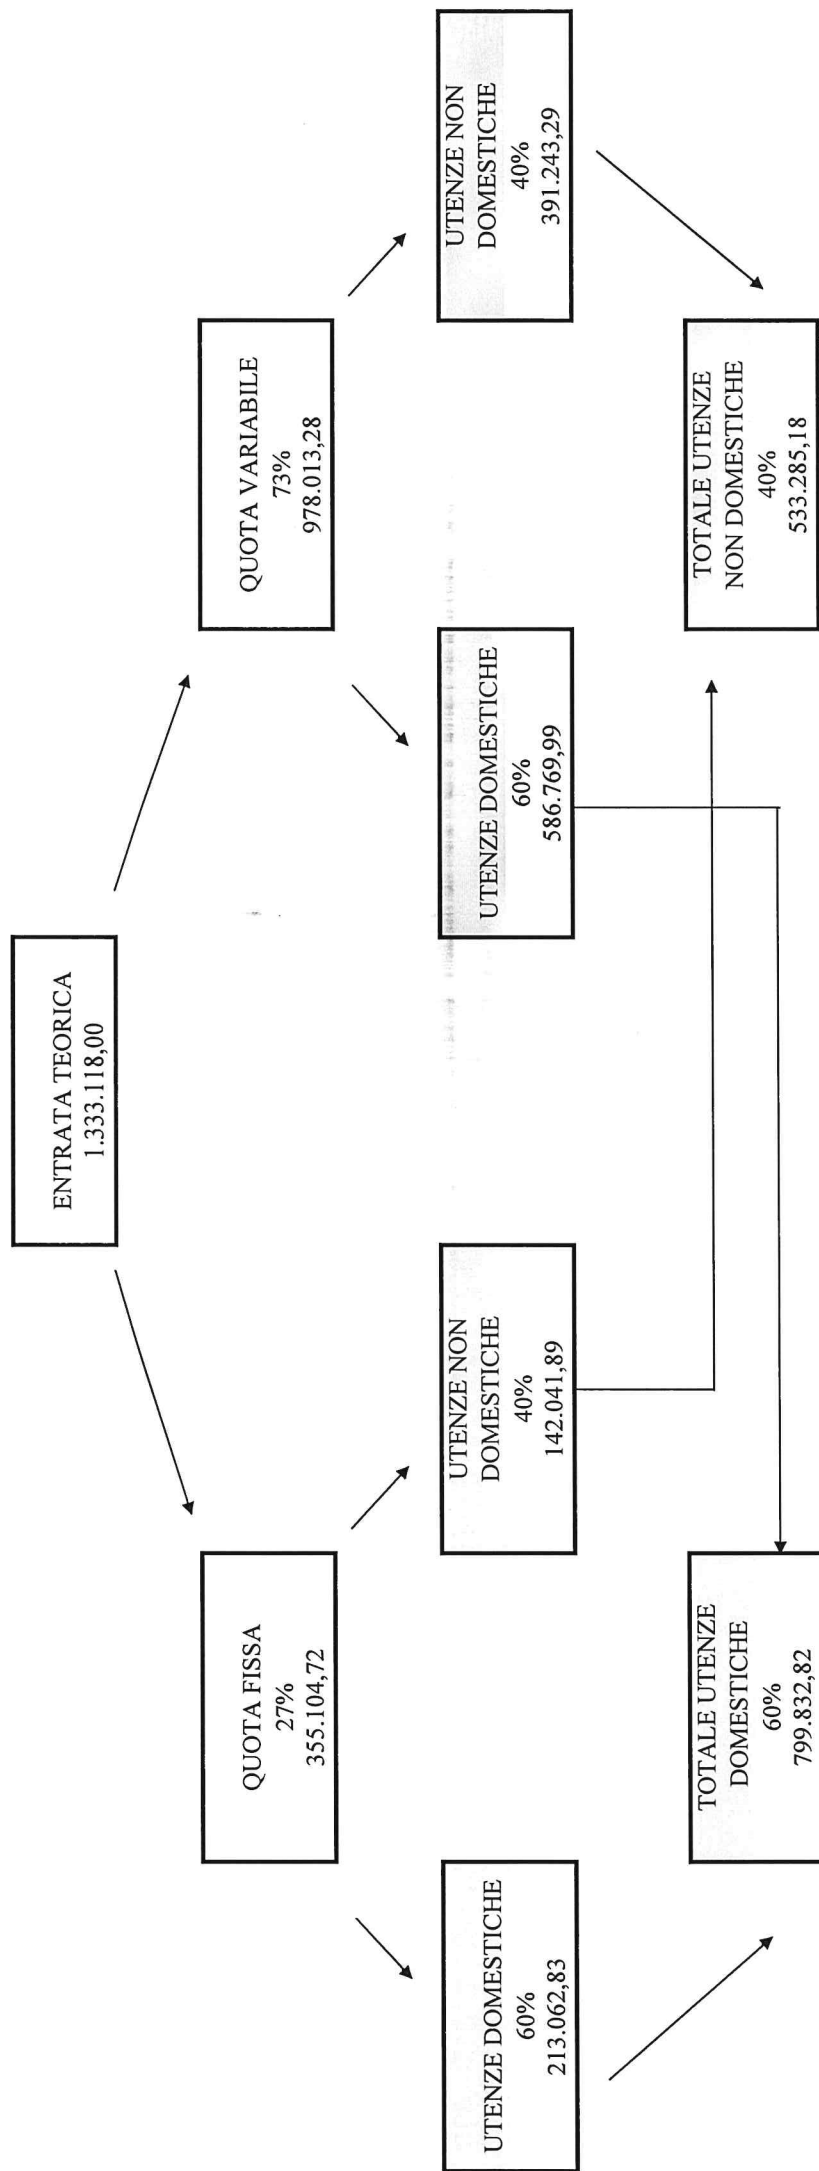 ENTRATA TEORICA
1.333.118,00
QUOTA FISSA
27%
355.104,72
QUOTA VARIABILE
73%
978.013,28
UTENZE DOMESTICHE
60%
213.062,83
UTENZE NON
DOMESTICHE
40%
142.041,89
UTENZE DOMESTICHE
60%
586.769,99
UTENZE NON
DOMESTICHE
40%
391.243,29
TOTALE UTENZE
DOMESTICHE
60%
799.832,82
TOTALE UTENZE
NON DOMESTICHE
40%
533.285,18